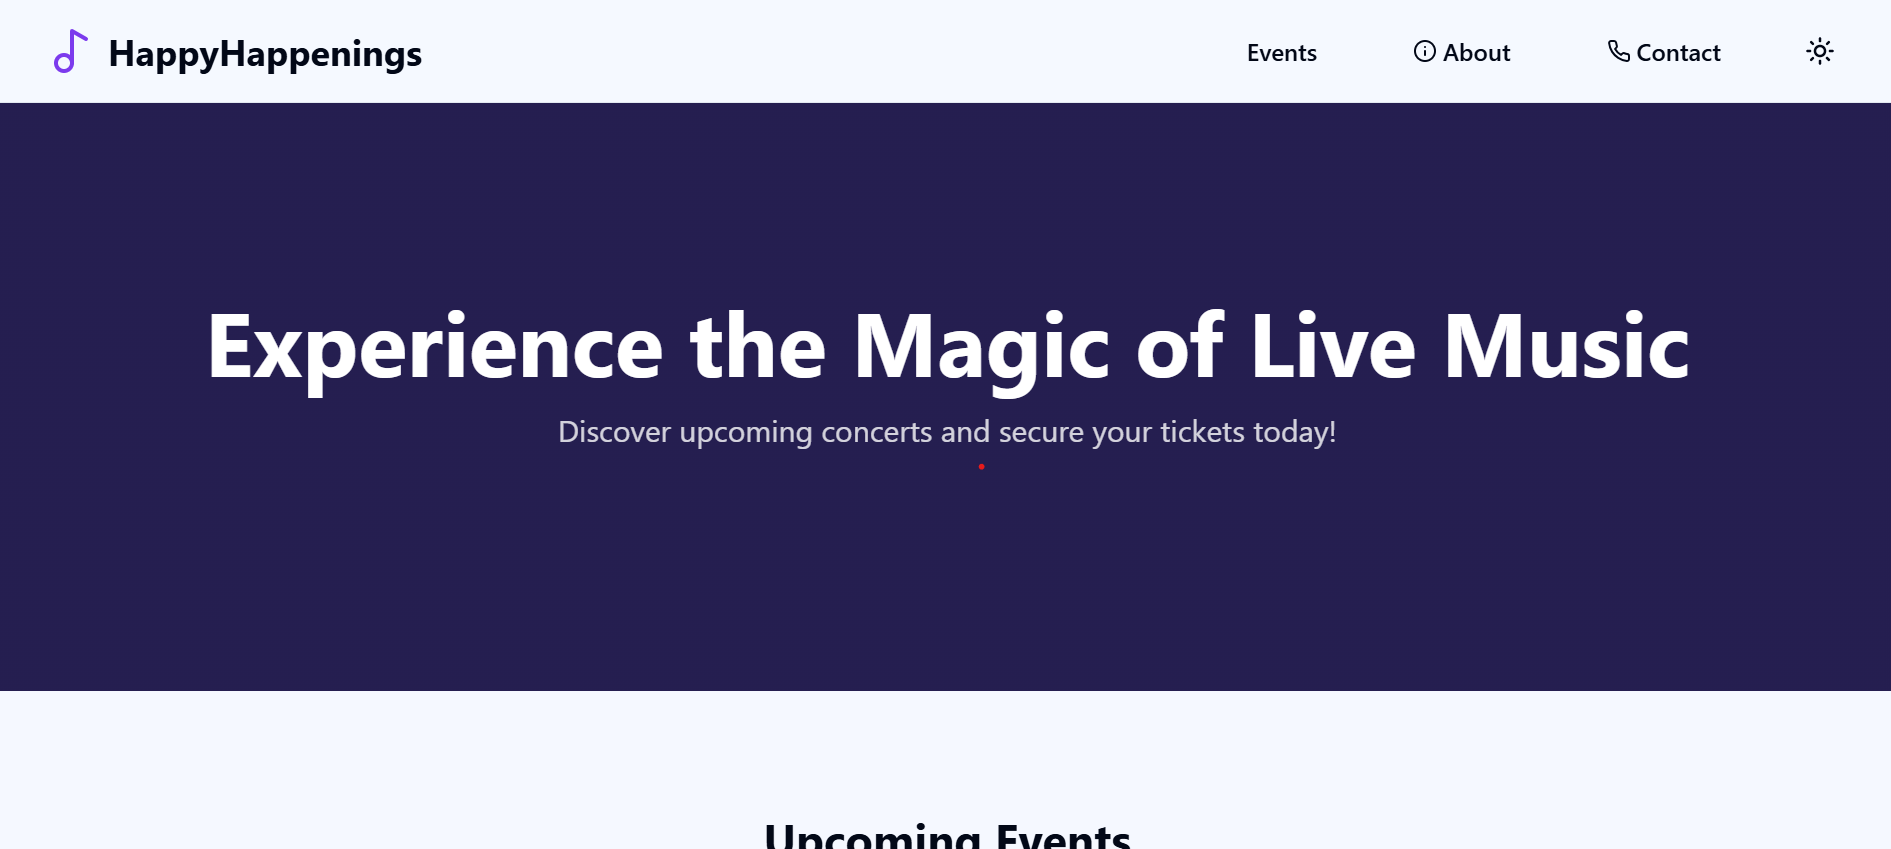 HappyHappenings
Events
About
Contact
Experience the Magic of Live Music
Discover upcoming concerts and secure your tickets today!
Upcoming Events